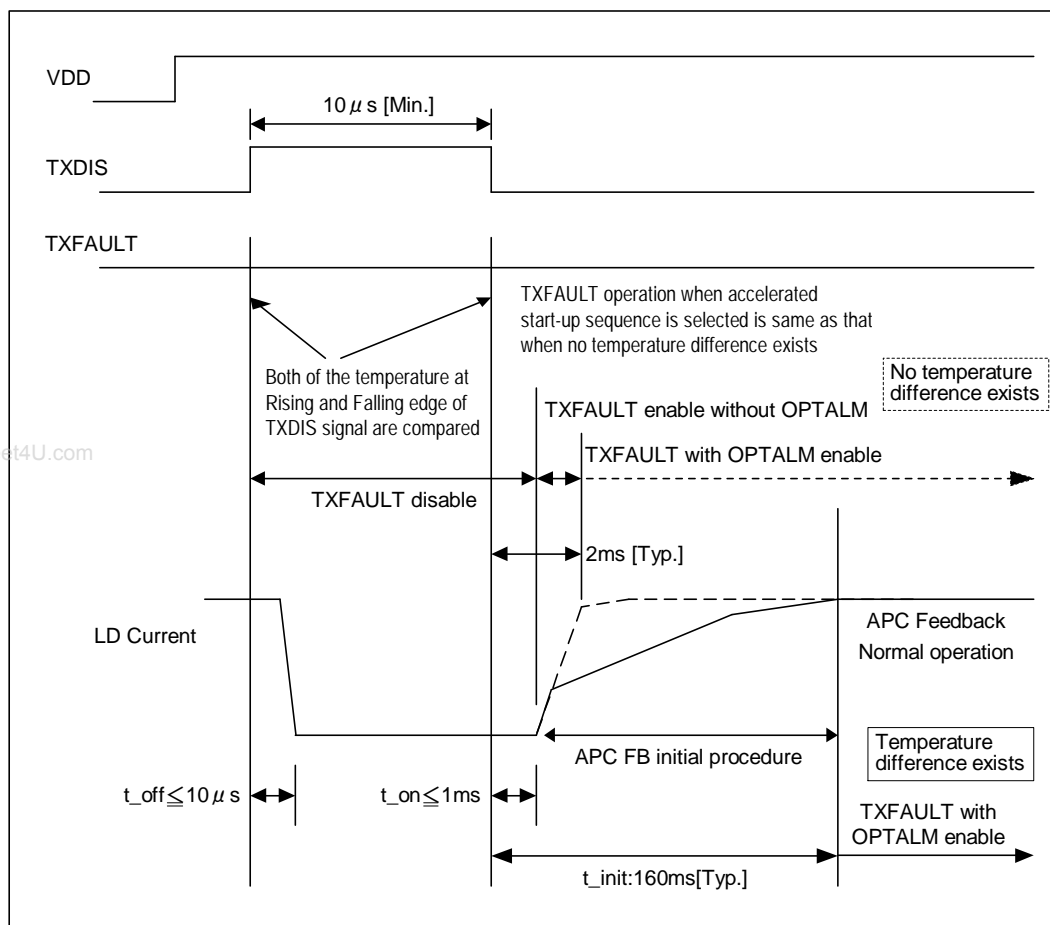 VDD
10 μ s [Min.]
TXDIS
TXFAULT
TXFAULT operation when accelerated
start-up sequence is selected is same as that
when no temperature difference exists
Both of the temperature at
Rising and Falling edge of
TXDIS signal are compared
No temperature
difference exists
TXFAULT enable without OPTALM
et4U.com
TXFAULT with OPTALM enable
TXFAULT disable
2ms [Typ.]
LD Current
APC Feedback
Normal operation
APC FB initial procedure
Temperature
difference exists
t_off≦10 μ s
t_on≦1ms
TXFAULT with
OPTALM enable
t_init:160ms[Typ.]